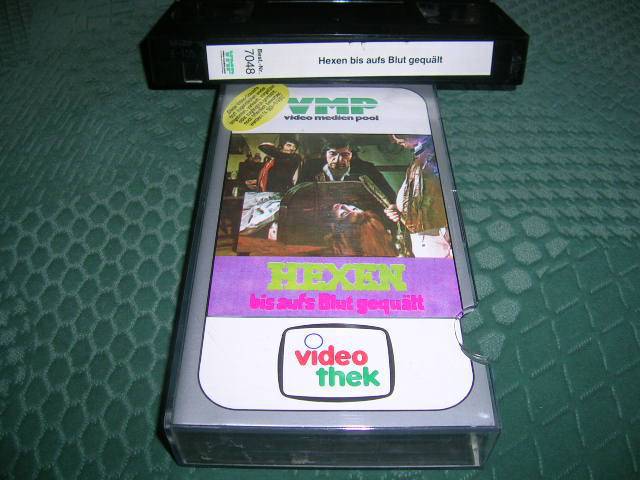 VMP
Best.-Nr.
7048
Hexen bis aufs Blut gequält
VMP
video medien pool
HEXEN
bis aufs Blut gequält
video
thek